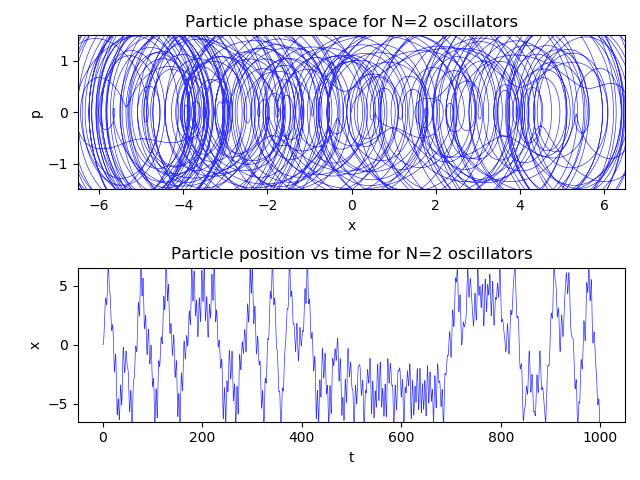 Particle phase space for N=2 oscillators
1
0
−1
p
−6 −4 −2 0 2 4 6
x
Particle position vs time for N=2 oscillators
5
0
−5
x
0 200 400 600 800 1000
t